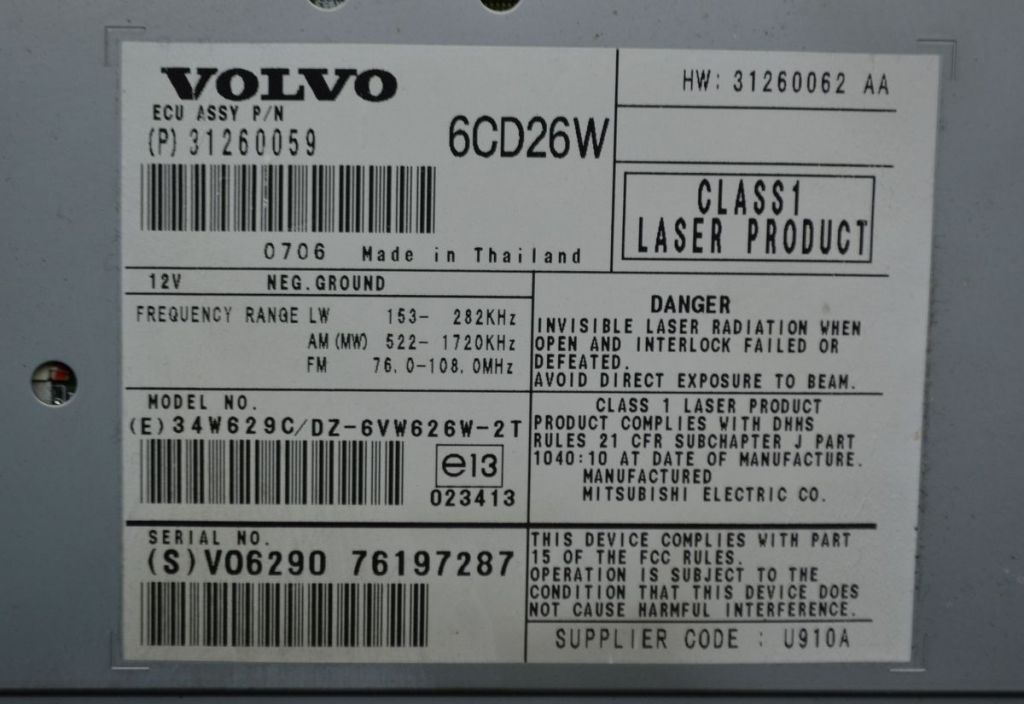 VOLVO
ECU ASSY P/N
(P) 31260059
6CD26W
0706 Made in Thailand
HW: 31260062 AA
CLASS1
LASER PRODUCT
12V NEG. GROUND
FREQUENCY RANGE LW 153- 282KHz
AM (MW) 522- 1720KHz
FM 76.0-108.0MHz
DANGER
INVISIBLE LASER RADIATION WHEN
OPEN AND INTERLOCK FAILED OR
DEFEATED.
AVOID DIRECT EXPOSURE TO BEAM.
MODEL NO.
(E) 34W629C/DZ-6VW626W-2T
e13
023413
CLASS 1 LASER PRODUCT
PRODUCT COMPLIES WITH DHHS
RULES 21 CFR SUBCHAPTER J PART
1040:10 AT DATE OF MANUFACTURE.
MANUFACTURED
MITSUBISHI ELECTRIC CO.
SERIAL NO.
(S) VO6290 76197287
THIS DEVICE COMPLIES WITH PART
15 OF THE FCC RULES.
OPERATION IS SUBJECT TO THE
CONDITION THAT THIS DEVICE DOES
NOT CAUSE HARMFUL INTERFERENCE.
SUPPLIER CODE : U910A